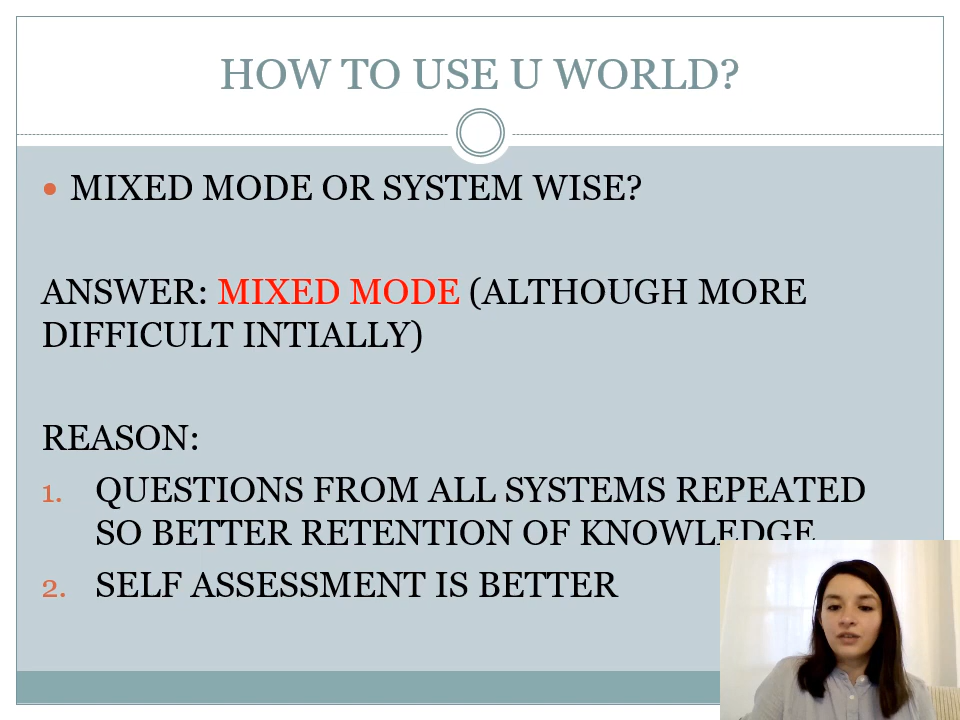 HOW TO USE U WORLD?
• MIXED MODE OR SYSTEM WISE?
ANSWER: MIXED MODE (ALTHOUGH MORE
DIFFICULT INTIALLY)
REASON:
1. QUESTIONS FROM ALL SYSTEMS REPEATED
SO BETTER RETENTION OF KNOWLEDGE
2. SELF ASSESSMENT IS BETTER